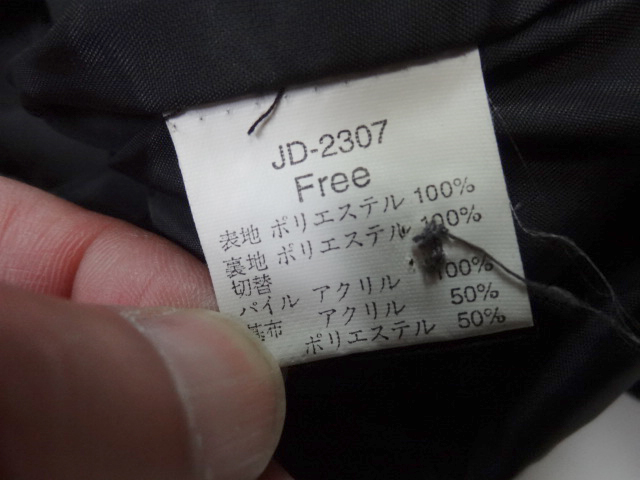 JD-2307
Free
表地 ポリエステル 100%
裏地 ポリエステル 100%
切替
パイル アクリル 100%
基布 アクリル 50%
ポリエステル 50%